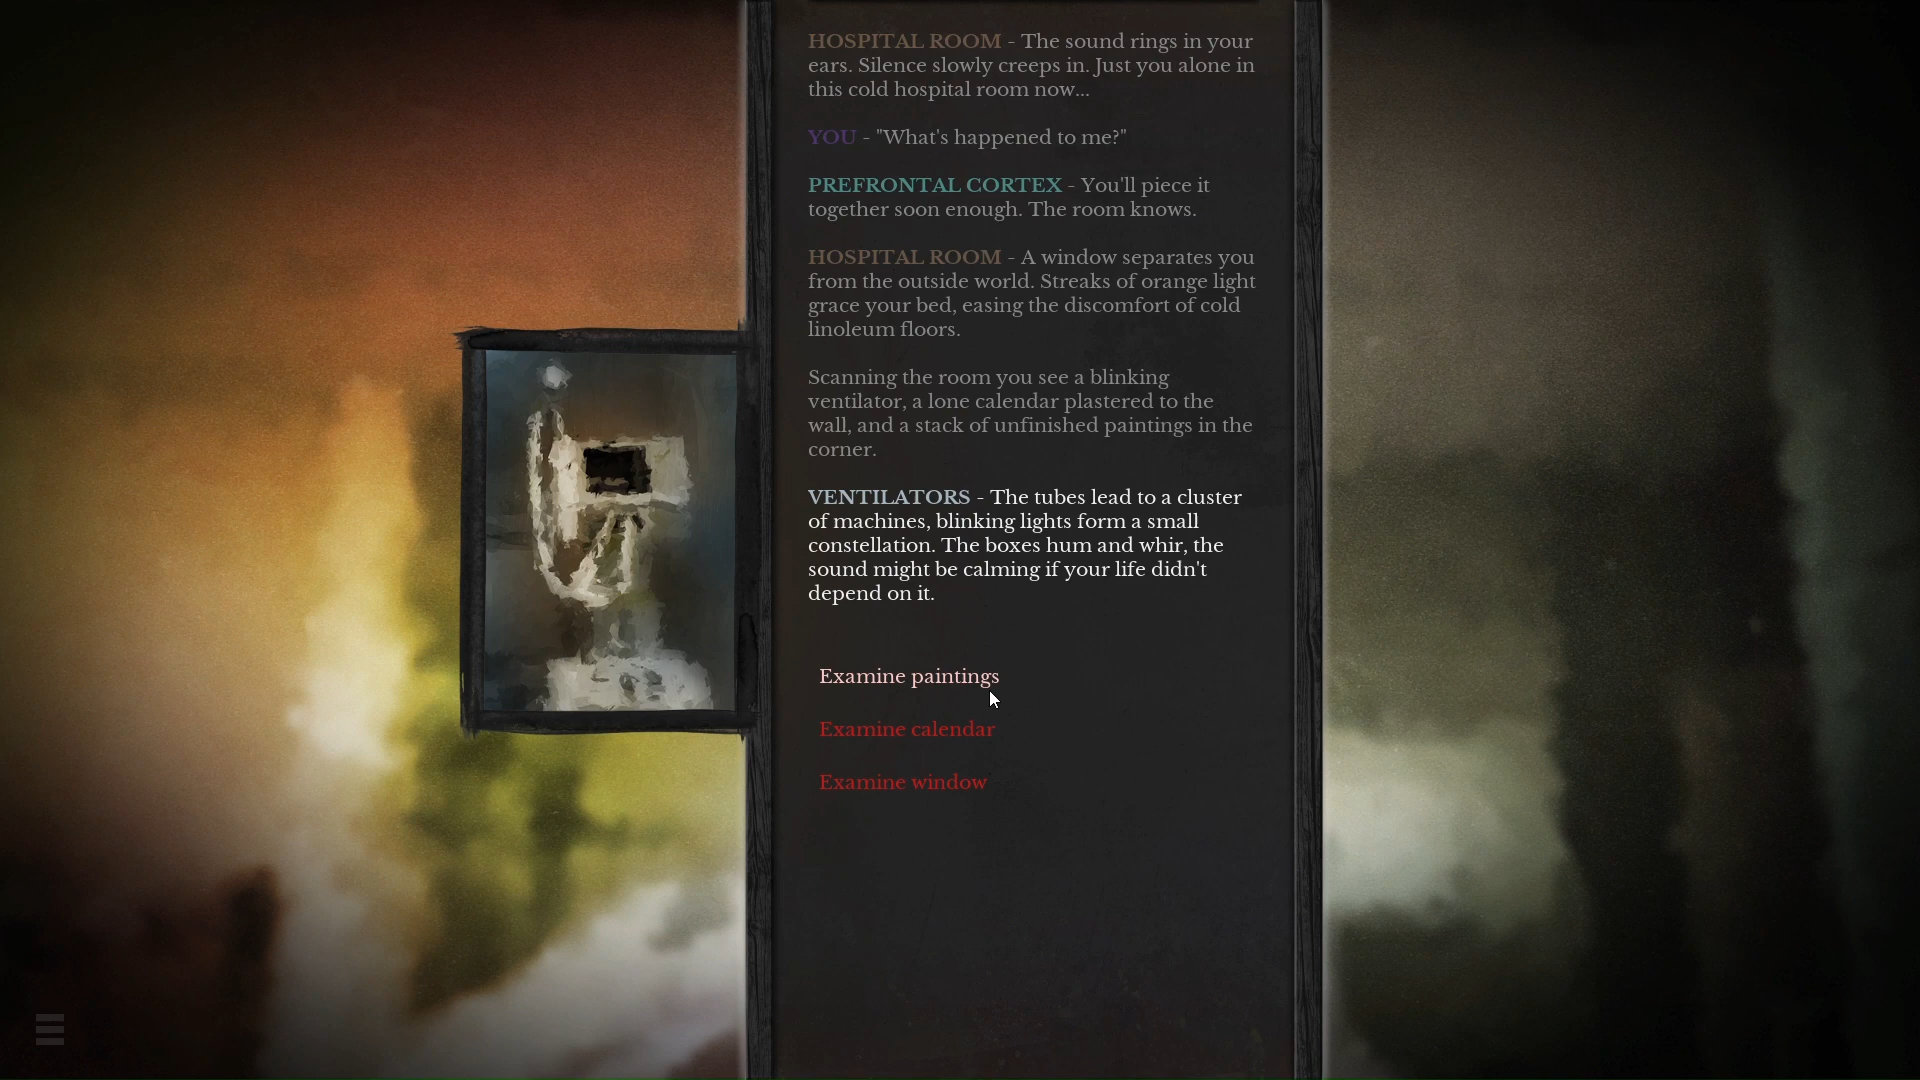 HOSPITAL ROOM - The sound rings in your
ears. Silence slowly creeps in. Just you alone in
this cold hospital room now...
YOU - "What's happened to me?"
PREFRONTAL CORTEX - You'll piece it
together soon enough. The room knows.
HOSPITAL ROOM - A window separates you
from the outside world. Streaks of orange light
grace your bed, easing the discomfort of cold
linoleum floors.
Scanning the room you see a blinking
ventilator, a lone calendar plastered to the
wall, and a stack of unfinished paintings in the
corner.
VENTILATORS - The tubes lead to a cluster
of machines, blinking lights form a small
constellation. The boxes hum and whir, the
sound might be calming if your life didn't
depend on it.
Examine paintings
Examine calendar
Examine window